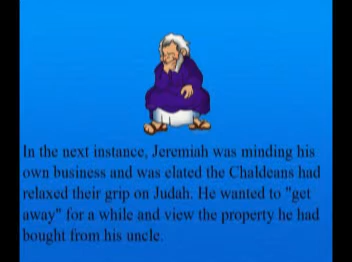 In the next instance, Jeremiah was minding his
own business and was elated the Chaldeans had
relaxed their grip on Judah. He wanted to "get
away" for a while and view the property he had
bought from his uncle.